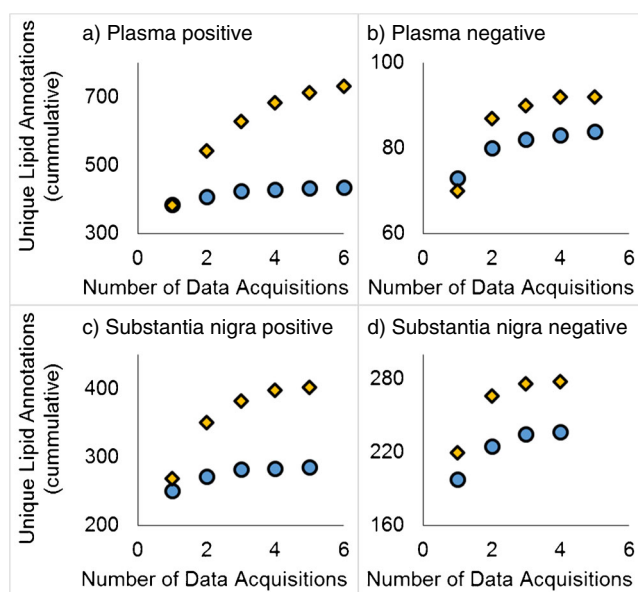 a) Plasma positive
Unique Lipid Annotations
(cummulative)
700
500
300
0 2 4 6
Number of Data Acquisitions
b) Plasma negative
100
80
60
0 2 4 6
Number of Data Acquisitions
c) Substantia nigra positive
Unique Lipid Annotations
(cummulative)
400
300
200
0 2 4 6
Number of Data Acquisitions
d) Substantia nigra negative
280
220
160
0 2 4 6
Number of Data Acquisitions